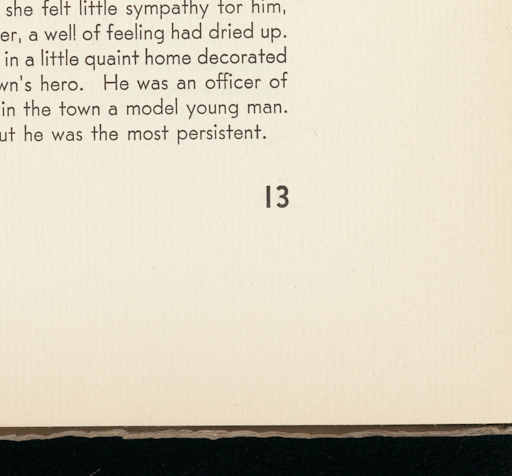 she felt little sympathy for him,
er, a well of feeling had dried up.
in a little quaint home decorated
wn's hero. He was an officer of
in the town a model young man.
ut he was the most persistent.
13